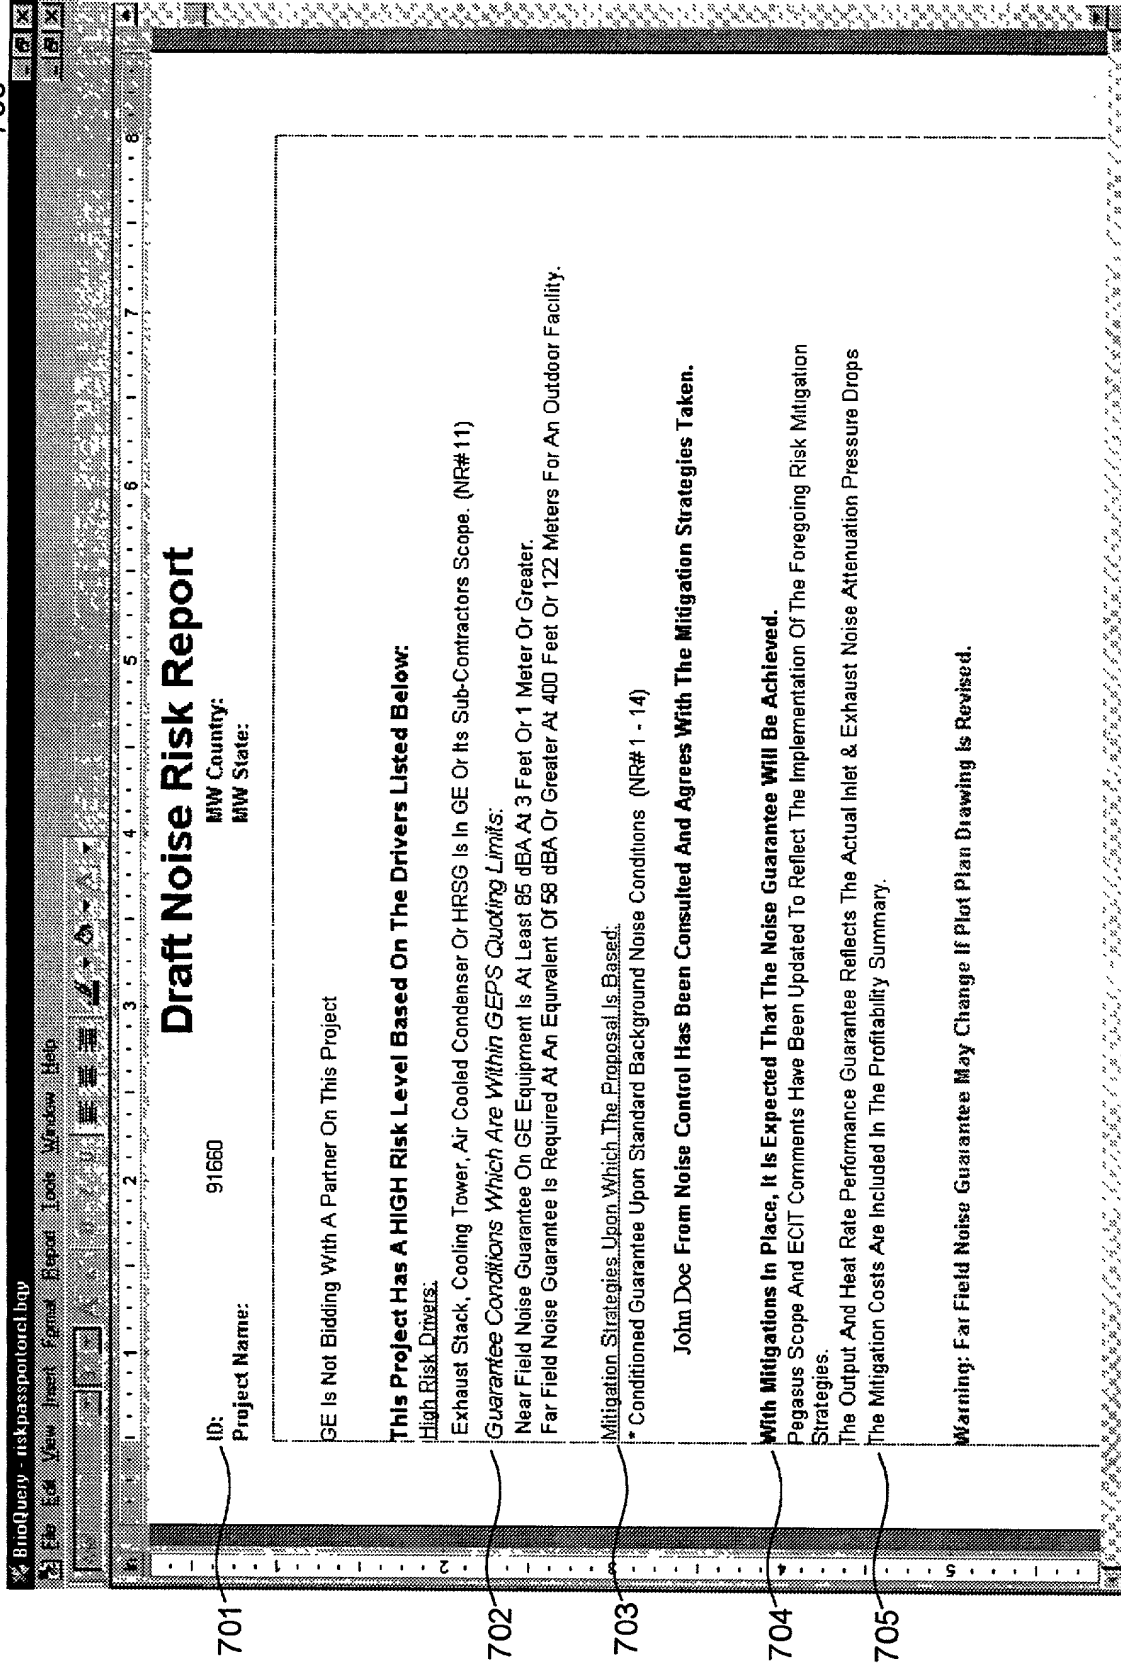 BrioQuery - riskpassportorcl.bqy
File Edit View Insert Format Report Tools Window Help
1 2 3 4 5 6 7 8
Draft Noise Risk Report
701
ID: 91660 MW Country:
Project Name: MW State:
GE Is Not Bidding With A Partner On This Project
This Project Has A HIGH Risk Level Based On The Drivers Listed Below:
High Risk Drivers:
Exhaust Stack, Cooling Tower, Air Cooled Condenser Or HRSG Is In GE Or Its Sub-Contractors Scope. (NR#11)
702
Guarantee Conditions Which Are Within GEPS Quoting Limits:
Near Field Noise Guarantee On GE Equipment Is At Least 85 dBA At 3 Feet Or 1 Meter Or Greater.
Far Field Noise Guarantee Is Required At An Equivalent Of 58 dBA Or Greater At 400 Feet Or 122 Meters For An Outdoor Facility.
703
Mitigation Strategies Upon Which The Proposal Is Based:
* Conditioned Guarantee Upon Standard Background Noise Conditions (NR#1 - 14)
John Doe From Noise Control Has Been Consulted And Agrees With The Mitigation Strategies Taken.
704
With Mitigations In Place, It Is Expected That The Noise Guarantee Will Be Achieved.
Pegasus Scope And ECIT Comments Have Been Updated To Reflect The Implementation Of The Foregoing Risk Mitigation
Strategies.
The Output And Heat Rate Performance Guarantee Reflects The Actual Inlet & Exhaust Noise Attenuation Pressure Drops
705
The Mitigation Costs Are Included In The Profitability Summary.
Warning: Far Field Noise Guarantee May Change If Plot Plan Drawing Is Revised.